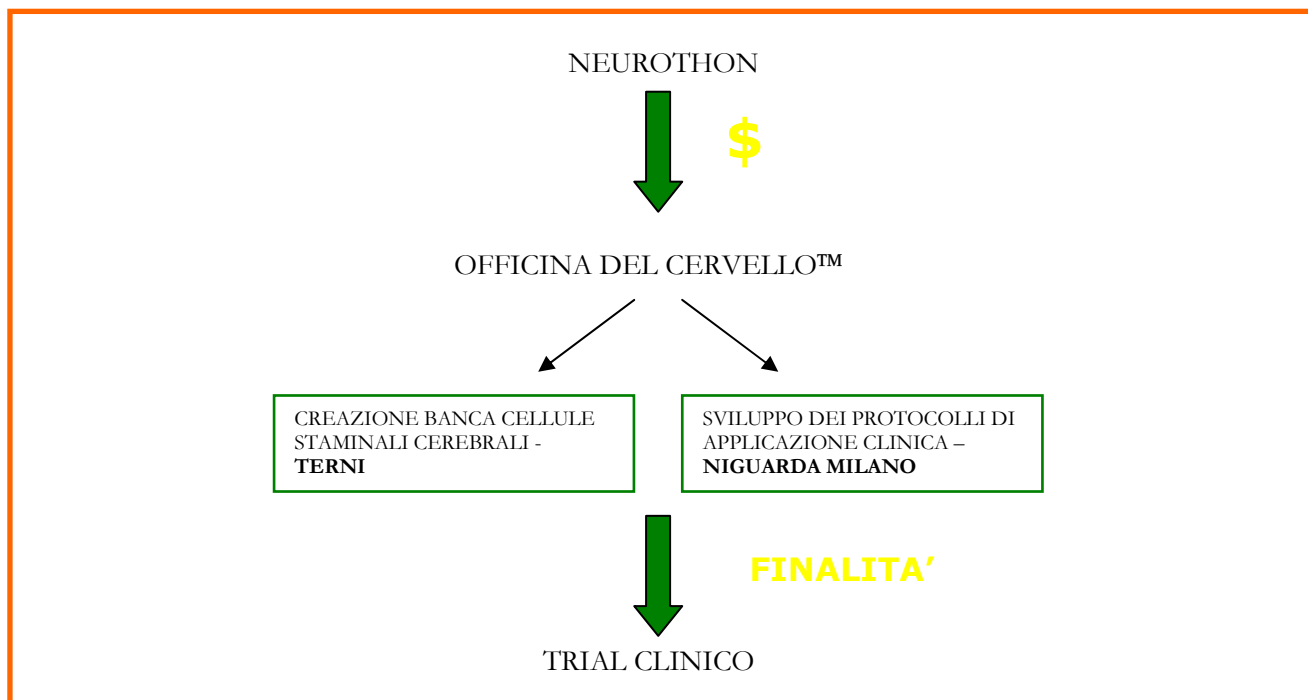 NEUROTHON
$
OFFICINA DEL CERVELLO™
CREAZIONE BANCA CELLULE
STAMINALI CEREBRALI -
TERNI
SVILUPPO DEI PROTOCOLLI DI
APPLICAZIONE CLINICA –
NIGUARDA MILANO
FINALITA’
TRIAL CLINICO